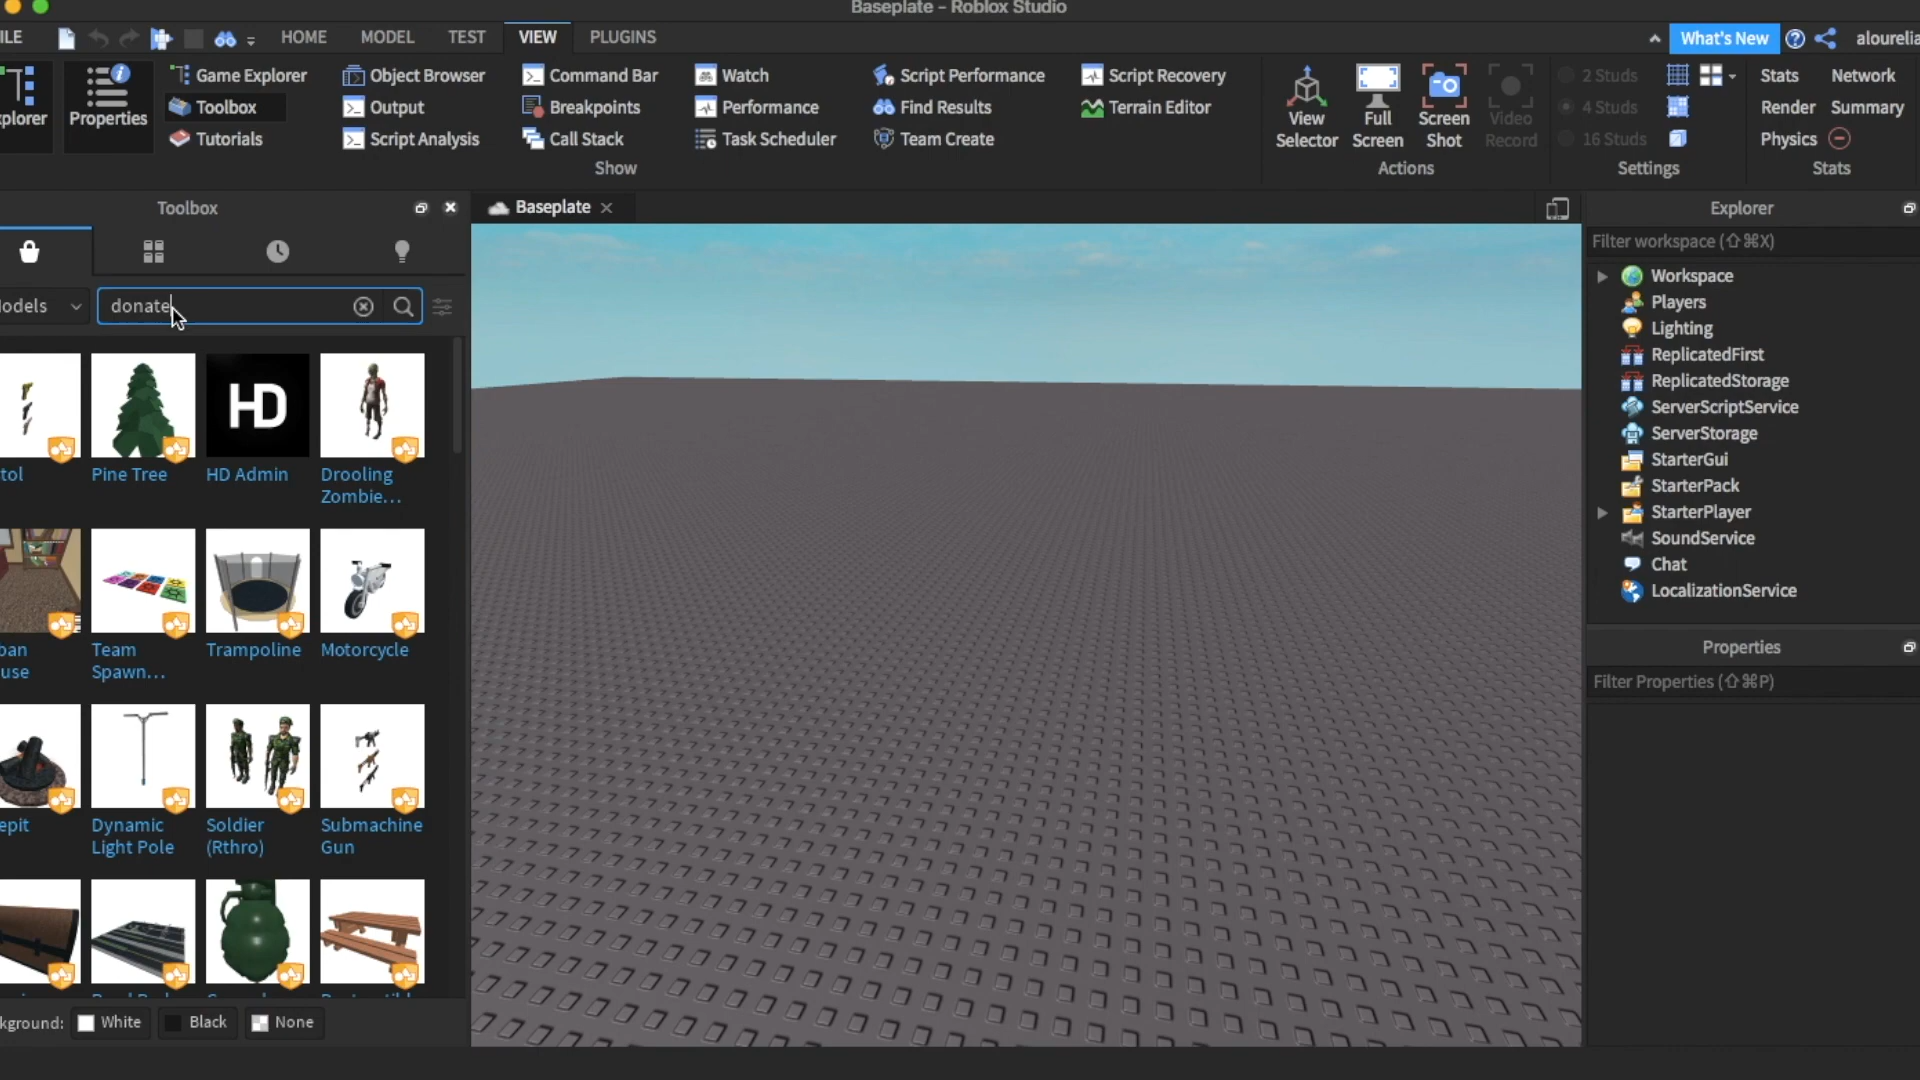 Baseplate - Roblox Studio
ILE HOME MODEL TEST VIEW PLUGINS What's New alourelia
plorer
Properties
Game Explorer
Toolbox
Tutorials
Object Browser
Output
Script Analysis
Command Bar
Breakpoints
Call Stack
Watch
Performance
Task Scheduler
Script Performance
Find Results
Team Create
Script Recovery
Terrain Editor
Show
View
Selector
Full
Screen
Screen
Shot
Video
Record
Actions
2 Studs
4 Studs
16 Studs
Settings
Stats Network
Render Summary
Physics
Stats
Toolbox
odels donate
tol
Pine Tree
HD
HD Admin
Drooling
Zombie...
ban
use
Team
Spawn...
Trampoline
Motorcycle
epit
Dynamic
Light Pole
Soldier
(Rthro)
Submachine
Gun
kground: White Black None
Baseplate
Explorer
Filter workspace (⇧⌘X)
Workspace
Players
Lighting
ReplicatedFirst
ReplicatedStorage
ServerScriptService
ServerStorage
StarterGui
StarterPack
StarterPlayer
SoundService
Chat
LocalizationService
Properties
Filter Properties (⇧⌘P)